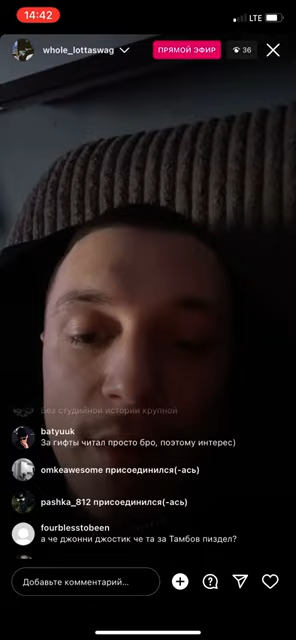 14:42
LTE
whole_lottaswag
ПРЯМОЙ ЭФИР
36
Без студийной истории крупной
batyuuk
За гифты читал просто бро, поэтому интерес)
omkeawesome присоединился(-ась)
pashka_812 присоединился(-ась)
fourblesstobeen
а че джонни джостик че та за Тамбов пиздел?
Добавьте комментарий...